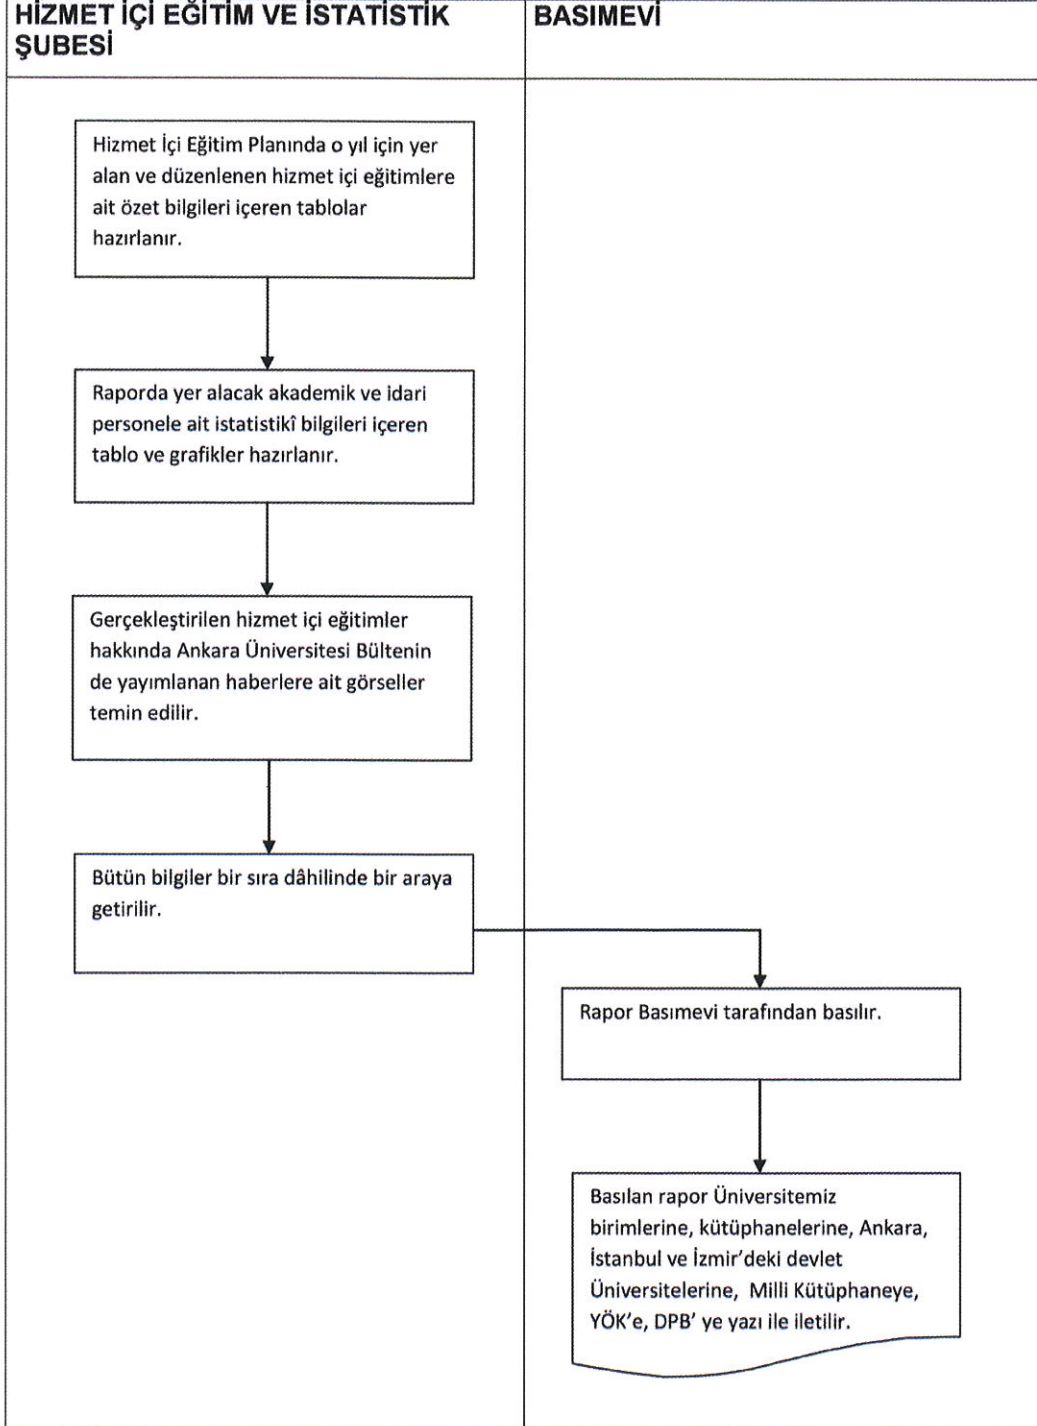 HİZMET İÇİ EĞİTİM VE İSTATİSTİK
ŞUBESİ
BASIMEVİ
Hizmet İçi Eğitim Planında o yıl için yer
alan ve düzenlenen hizmet içi eğitimlere
ait özet bilgileri içeren tablolar
hazırlanır.
Raporda yer alacak akademik ve idari
personele ait istatistikî bilgileri içeren
tablo ve grafikler hazırlanır.
Gerçekleştirilen hizmet içi eğitimler
hakkında Ankara Üniversitesi Bültenin
de yayımlanan haberlere ait görseller
temin edilir.
Bütün bilgiler bir sıra dâhilinde bir araya
getirilir.
Rapor Basımevi tarafından basılır.
Basılan rapor Üniversitemiz
birimlerine, kütüphanelerine, Ankara,
İstanbul ve İzmir'deki devlet
Üniversitelerine, Milli Kütüphaneye,
YÖK'e, DPB' ye yazı ile iletilir.